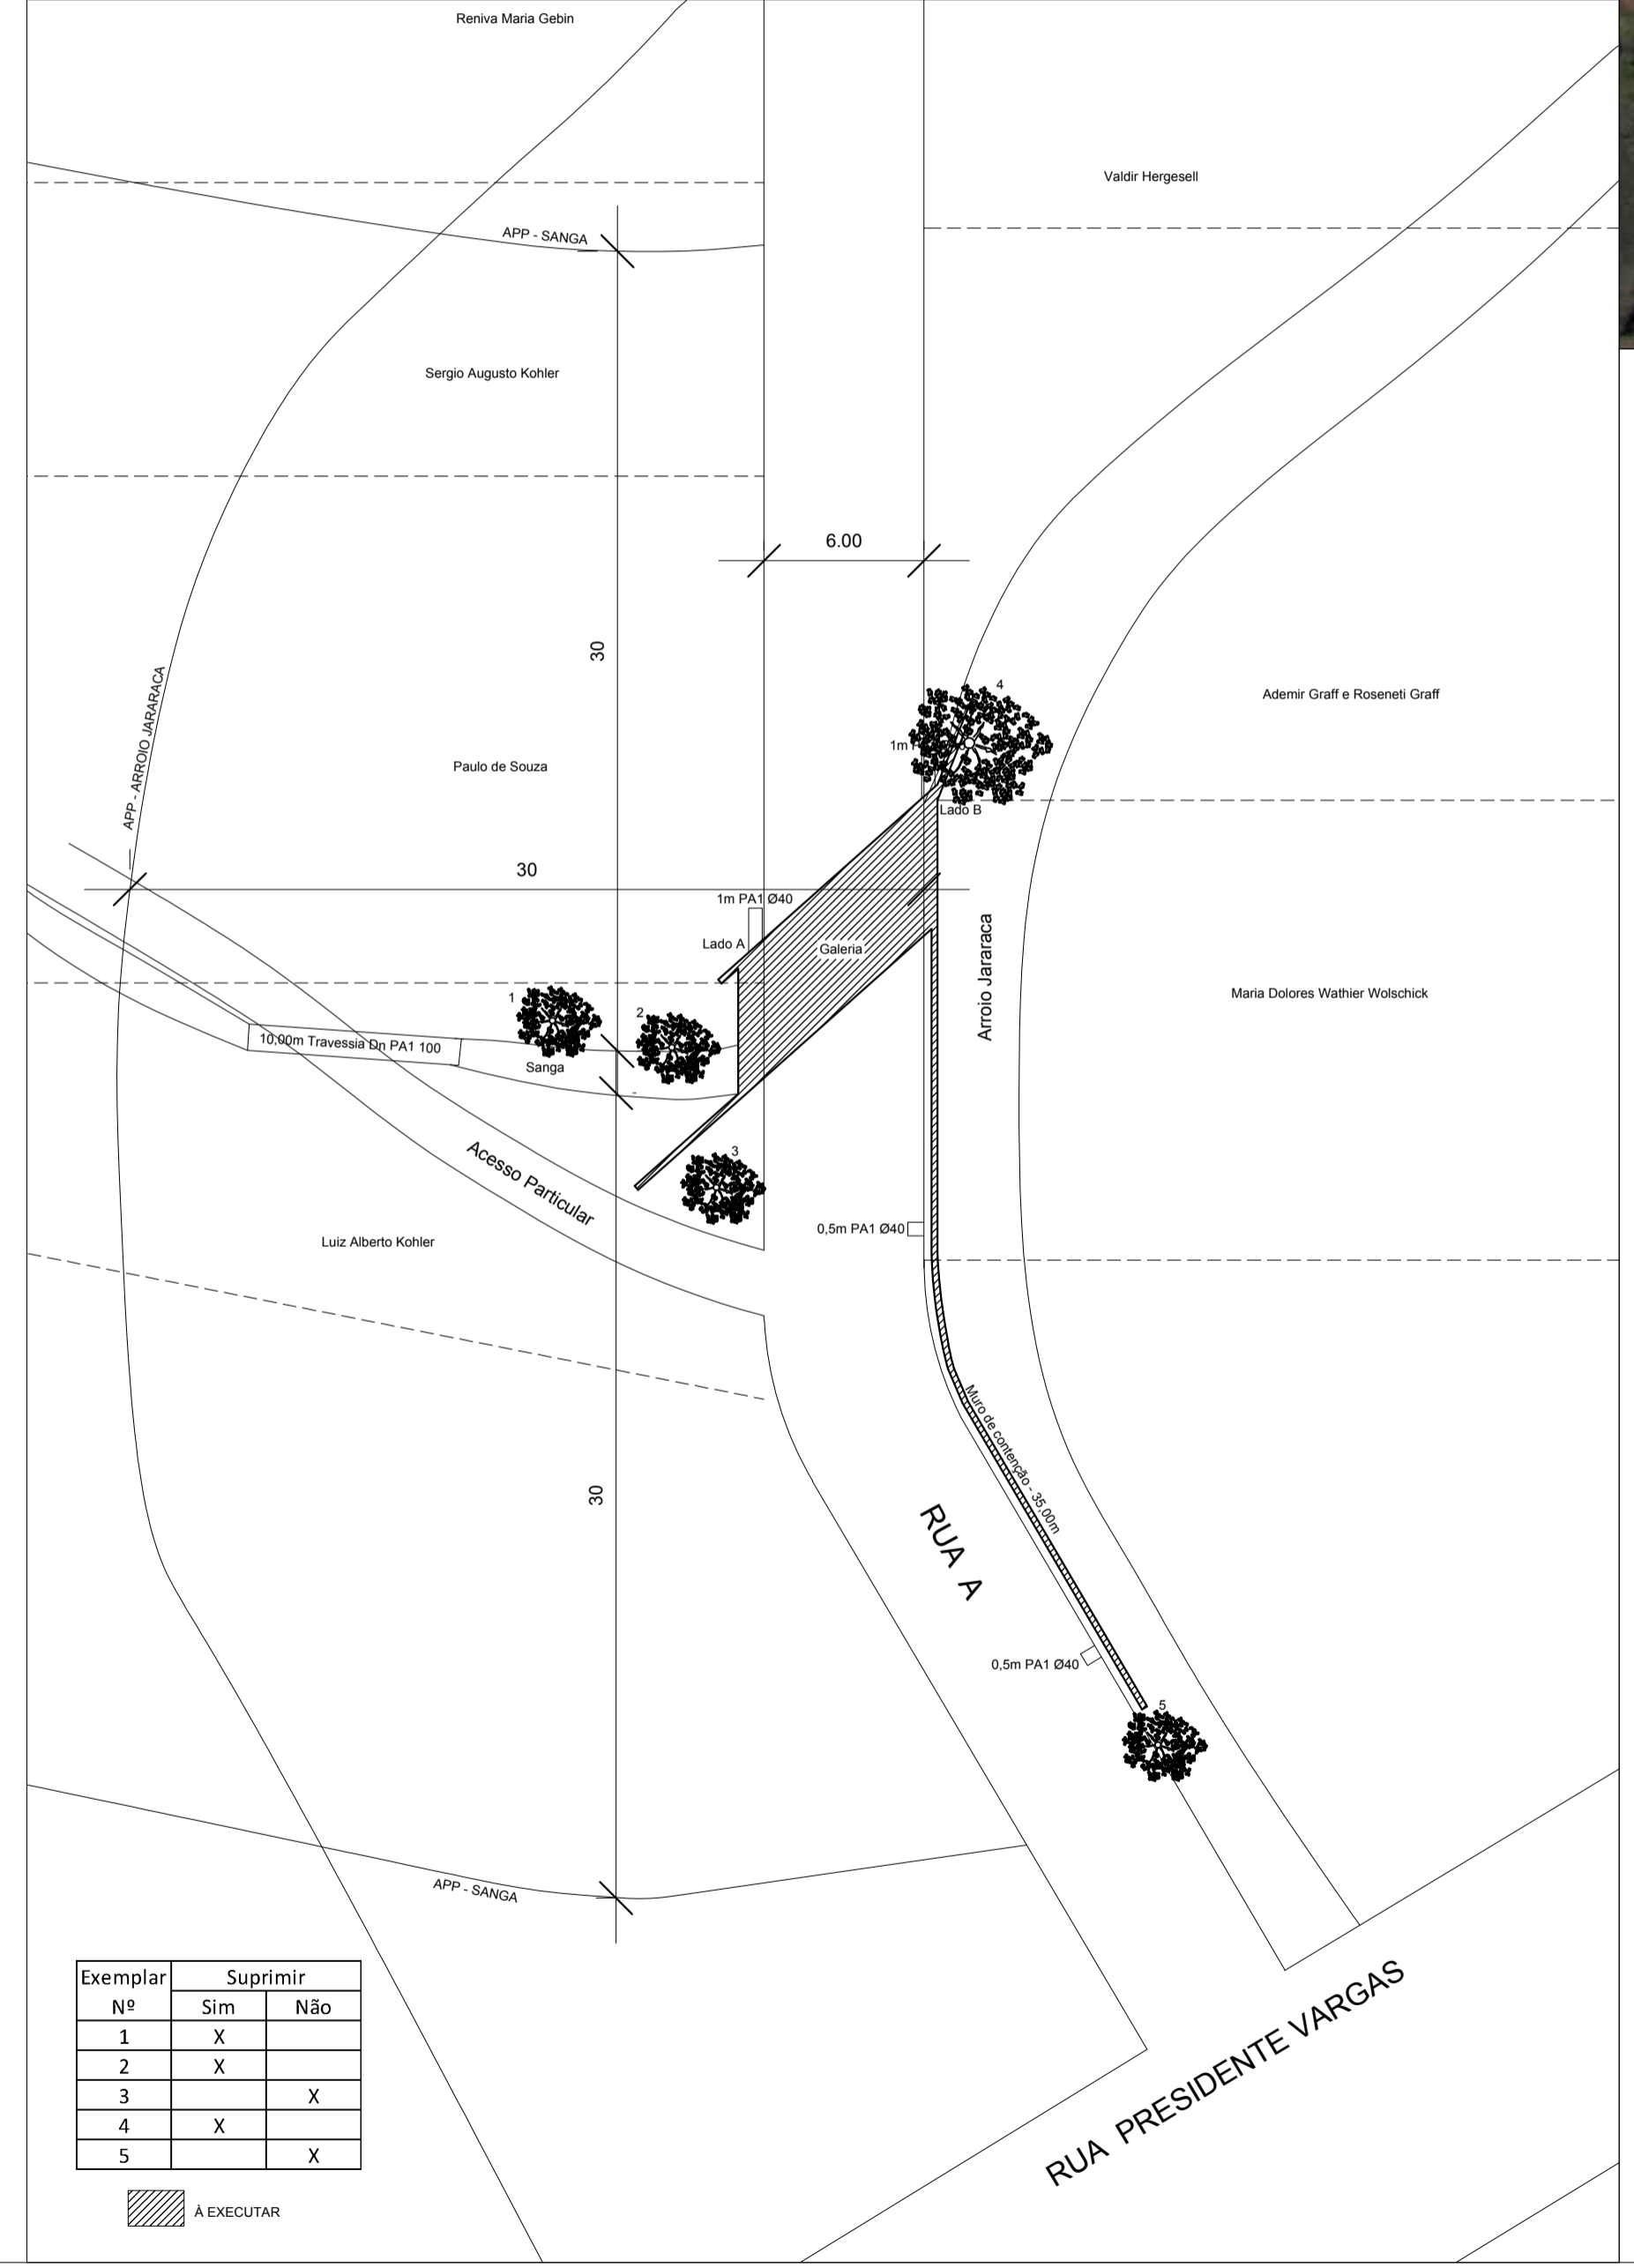 Reniva Maria Gebin
Valdir Hergesell
APP - SANGA
Sergio Augusto Kohler
6.00
30
APP - ARROIO JARARACA
Paulo de Souza
4
Ademir Graff e Roseneti Graff
1m
Lado B
30
1m PA1 Ø40
Lado A
Galeria
Arroio Jararaca
Maria Dolores Wathier Wolschick
1
2
10,00m Travessia Dn PA1 100
Sanga
3
Acesso Particular
0,5m PA1 Ø40
Luiz Alberto Kohler
Muro de contenção - 35,00m
30
RUA A
0,5m PA1 Ø40
5
APP - SANGA
RUA PRESIDENTE VARGAS
Exemplar Suprimir
Nº Sim Não
1 X
2 X
3 X
4 X
5 X
À EXECUTAR